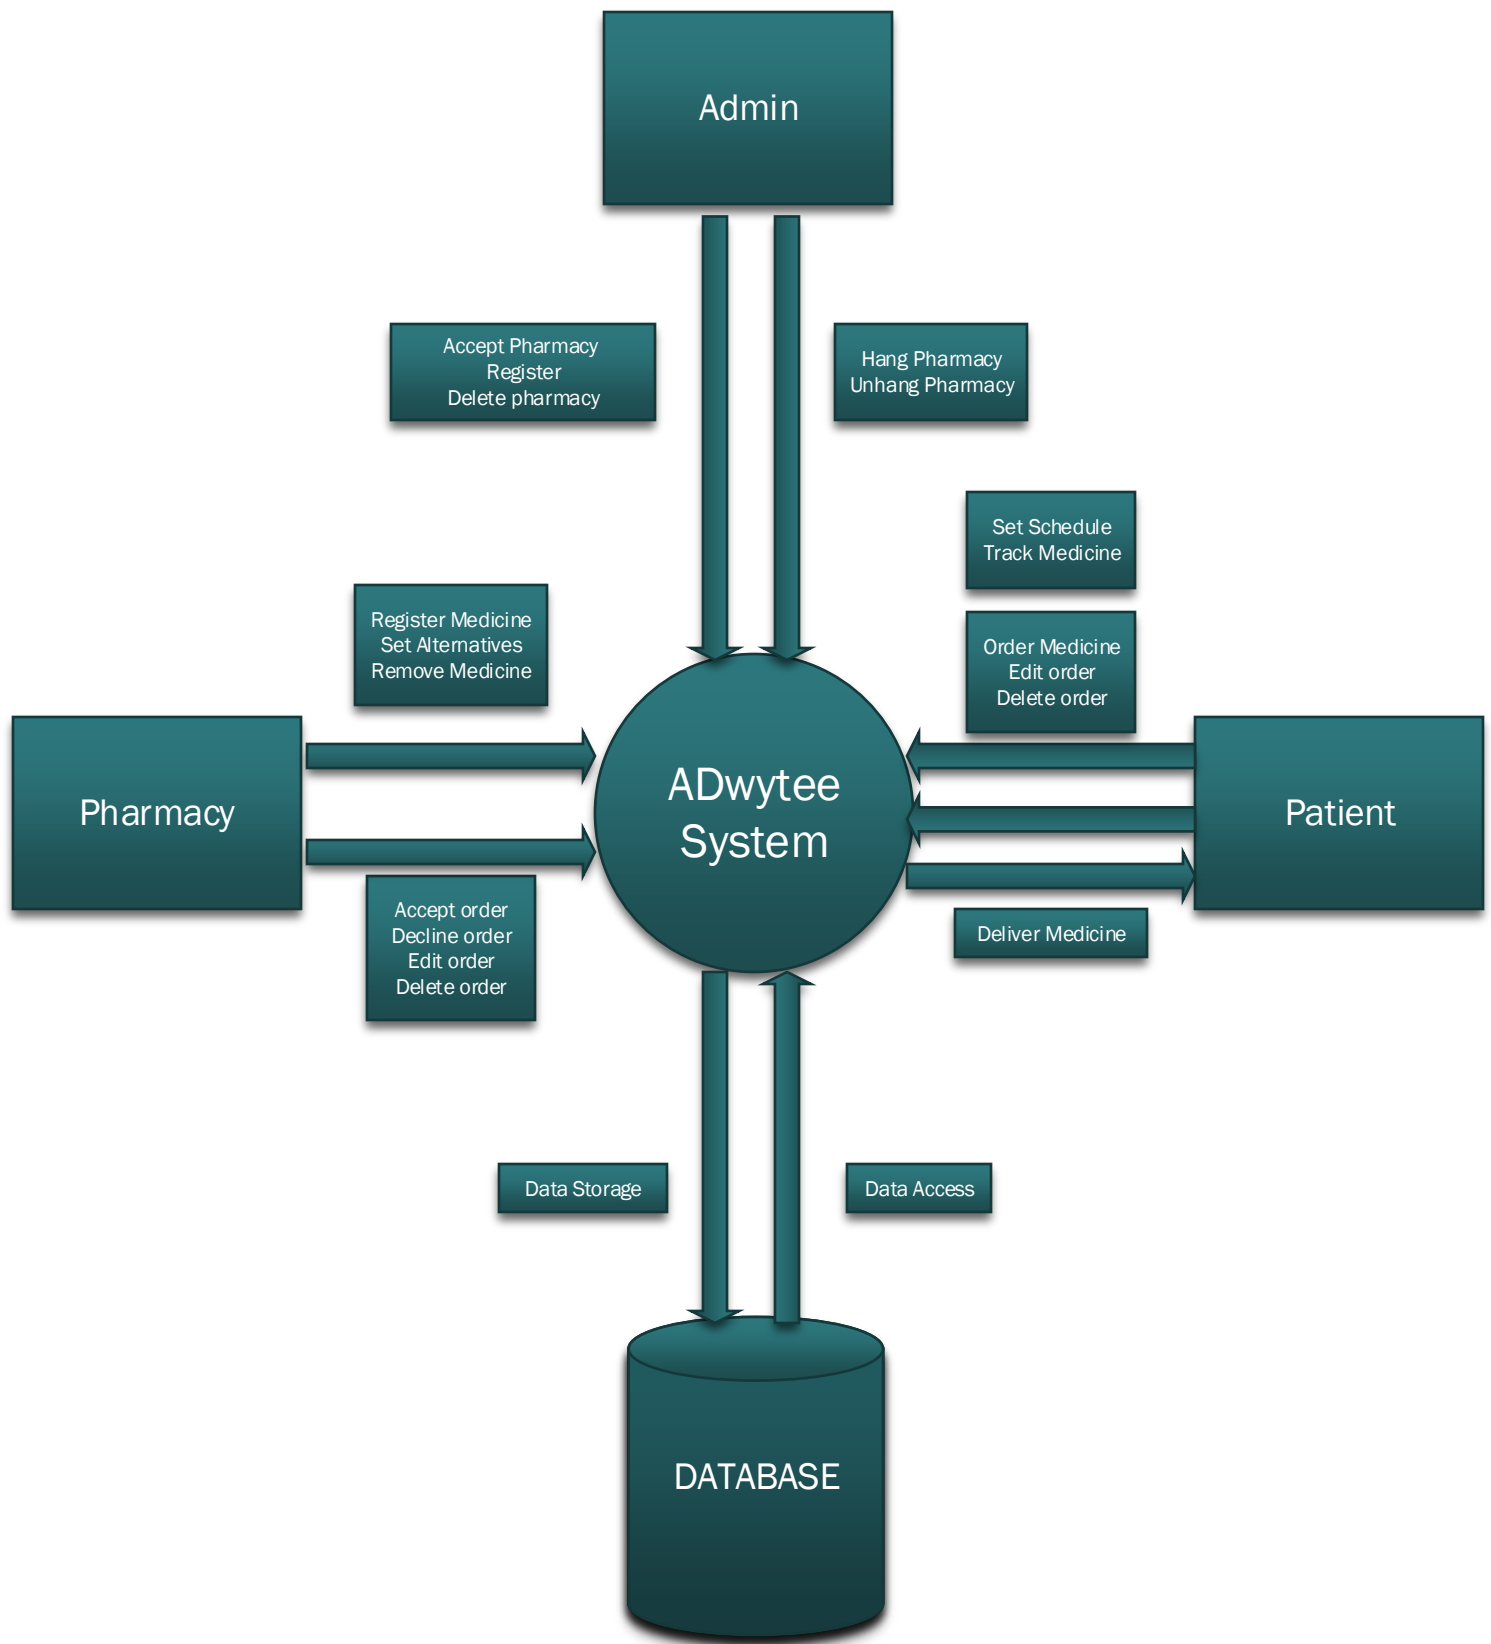 Admin
Accept Pharmacy
Register
Delete pharmacy
Hang Pharmacy
Unhang Pharmacy
Set Schedule
Track Medicine
Register Medicine
Set Alternatives
Remove Medicine
Order Medicine
Edit order
Delete order
Pharmacy
ADwytee
System
Patient
Accept order
Decline order
Edit order
Delete order
Deliver Medicine
Data Storage
Data Access
DATABASE